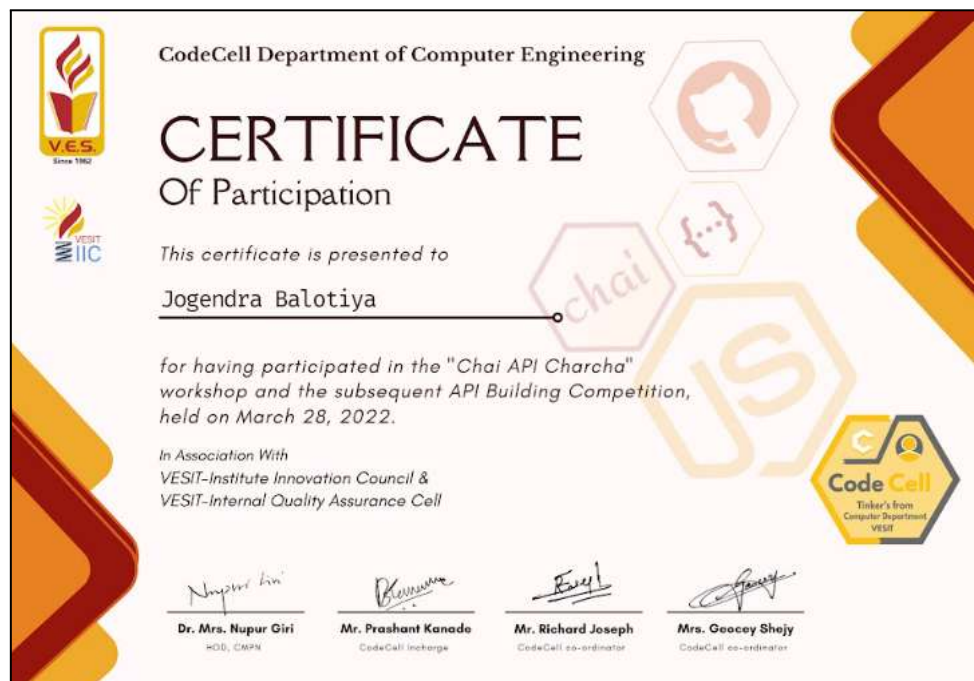 V.E.S.
Since 1962
VESIT
IIC
CodeCell Department of Computer Engineering
CERTIFICATE
Of Participation
This certificate is presented to
Jogendra Balotiya
for having participated in the "Chai API Charcha"
workshop and the subsequent API Building Competition,
held on March 28, 2022.
In Association With
VESIT-Institute Innovation Council &
VESIT-Internal Quality Assurance Cell
{...}
chai
JS
Code Cell
Tinker's from
Computer Department
VESIT
Nupur Giri
Dr. Mrs. Nupur Giri
HOD, CMPN
Mr. Prashant Kanade
CodeCell Incharge
Mr. Richard Joseph
CodeCell co-ordinator
Mrs. Geocey Shejy
CodeCell co-ordinator